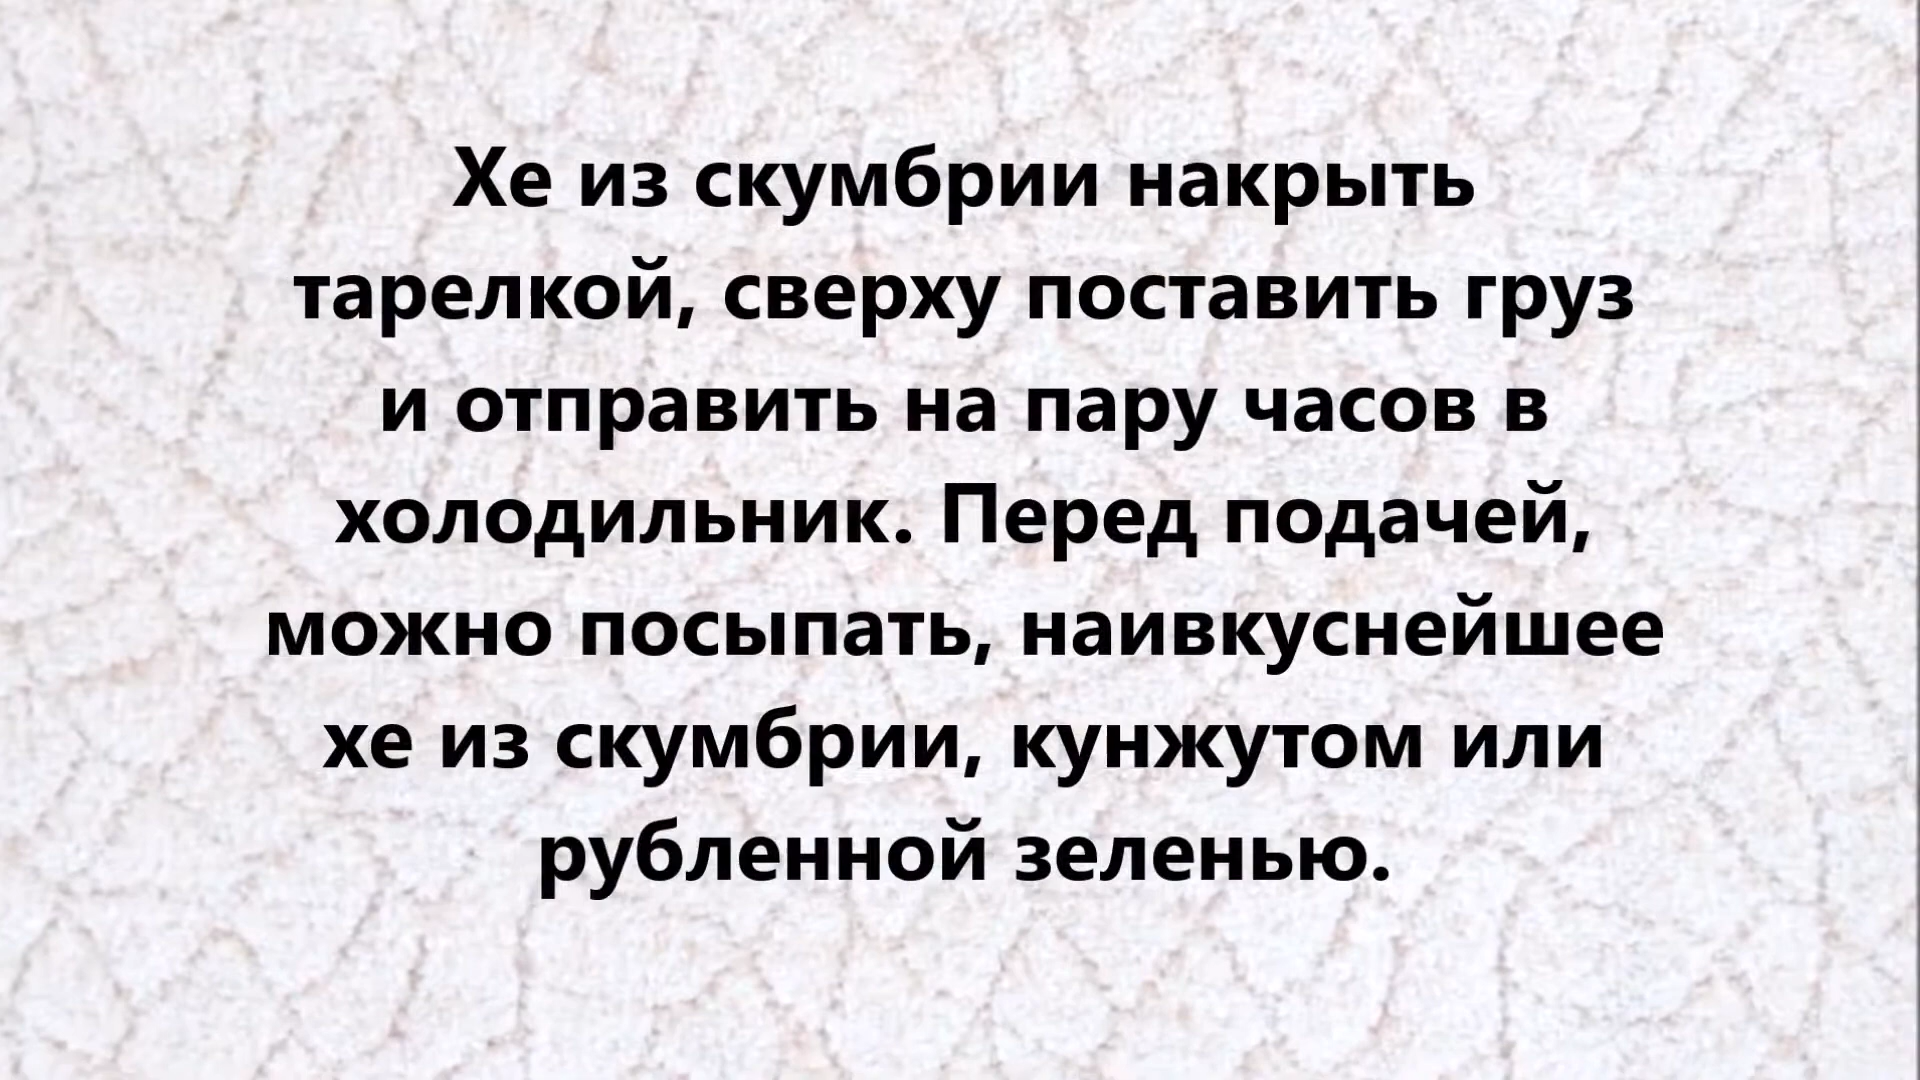 Хе из скумбрии накрыть
тарелкой, сверху поставить груз
и отправить на пару часов в
холодильник. Перед подачей,
можно посыпать, наивкуснейшее
хе из скумбрии, кунжутом или
рубленной зеленью.